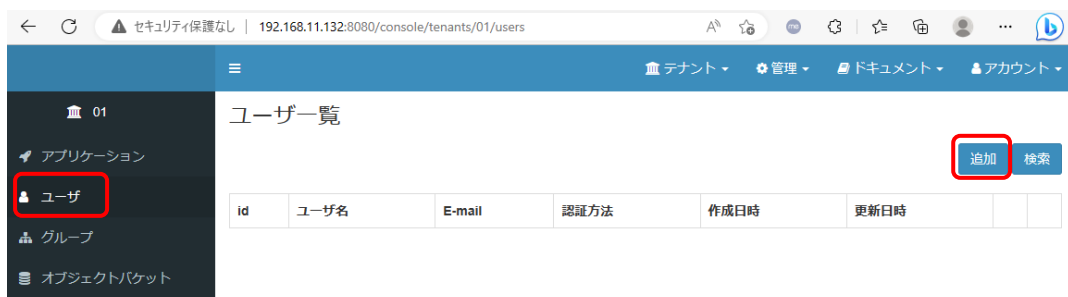 セキュリティ保護なし | 192.168.11.132:8080/console/tenants/01/users
テナント 管理 ドキュメント アカウント
01
アプリケーション
ユーザ
グループ
オブジェクトバケット
ユーザ一覧
追加 検索
id ユーザ名 E-mail 認証方法 作成日時 更新日時